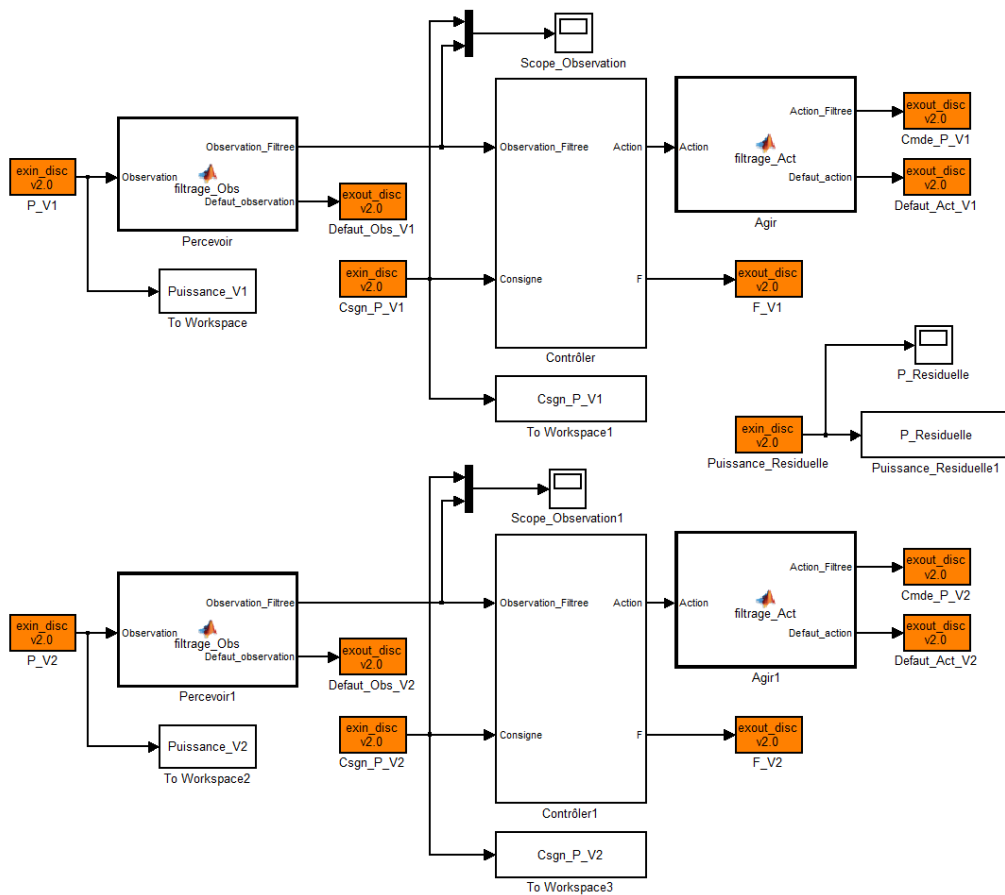 Scope_Observation
exin_disc
v2.0
P_V1
Observation
filtrage_Obs
Observation_Filtree
Defaut_observation
Percevoir
exout_disc
v2.0
Defaut_Obs_V1
Puissance_V1
To Workspace
exin_disc
v2.0
Csgn_P_V1
Observation_Filtree
Action
Consigne
F
Contrôler
Action
filtrage_Act
Action_Filtree
Defaut_action
Agir
exout_disc
v2.0
Cmde_P_V1
exout_disc
v2.0
Defaut_Act_V1
exout_disc
v2.0
F_V1
Csgn_P_V1
To Workspace1
P_Residuelle
exin_disc
v2.0
Puissance_Residuelle
P_Residuelle
Puissance_Residuelle1
Scope_Observation1
exin_disc
v2.0
P_V2
Observation
filtrage_Obs
Observation_Filtree
Defaut_observation
Percevoir1
exout_disc
v2.0
Defaut_Obs_V2
Puissance_V2
To Workspace2
exin_disc
v2.0
Csgn_P_V2
Observation_Filtree
Action
Consigne
F
Contrôler1
Action
filtrage_Act
Action_Filtree
Defaut_action
Agir1
exout_disc
v2.0
Cmde_P_V2
exout_disc
v2.0
Defaut_Act_V2
exout_disc
v2.0
F_V2
Csgn_P_V2
To Workspace3